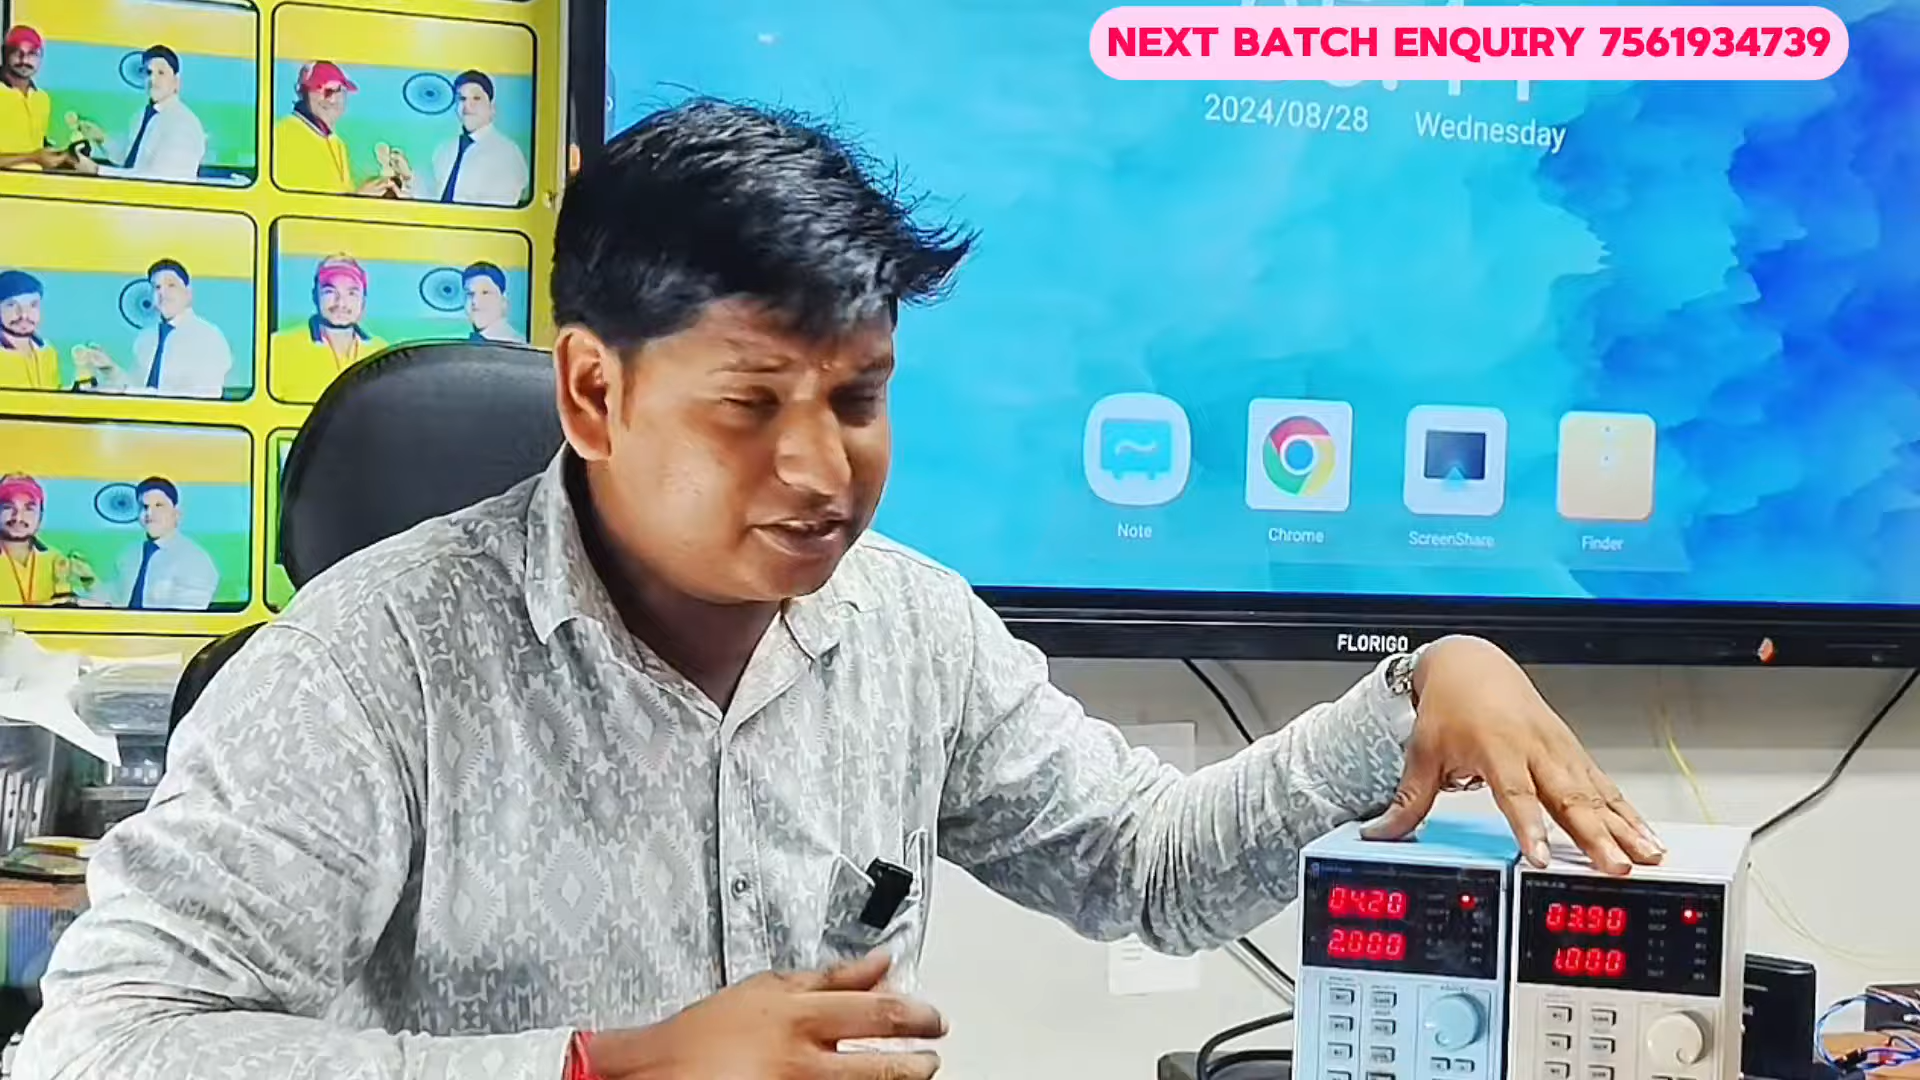 NEXT BATCH ENQUIRY 7561934739
2024/08/28 Wednesday
Note
Chrome
ScreenShare
Finder
FLORIGO
04.20
2.000
03.90
1.000